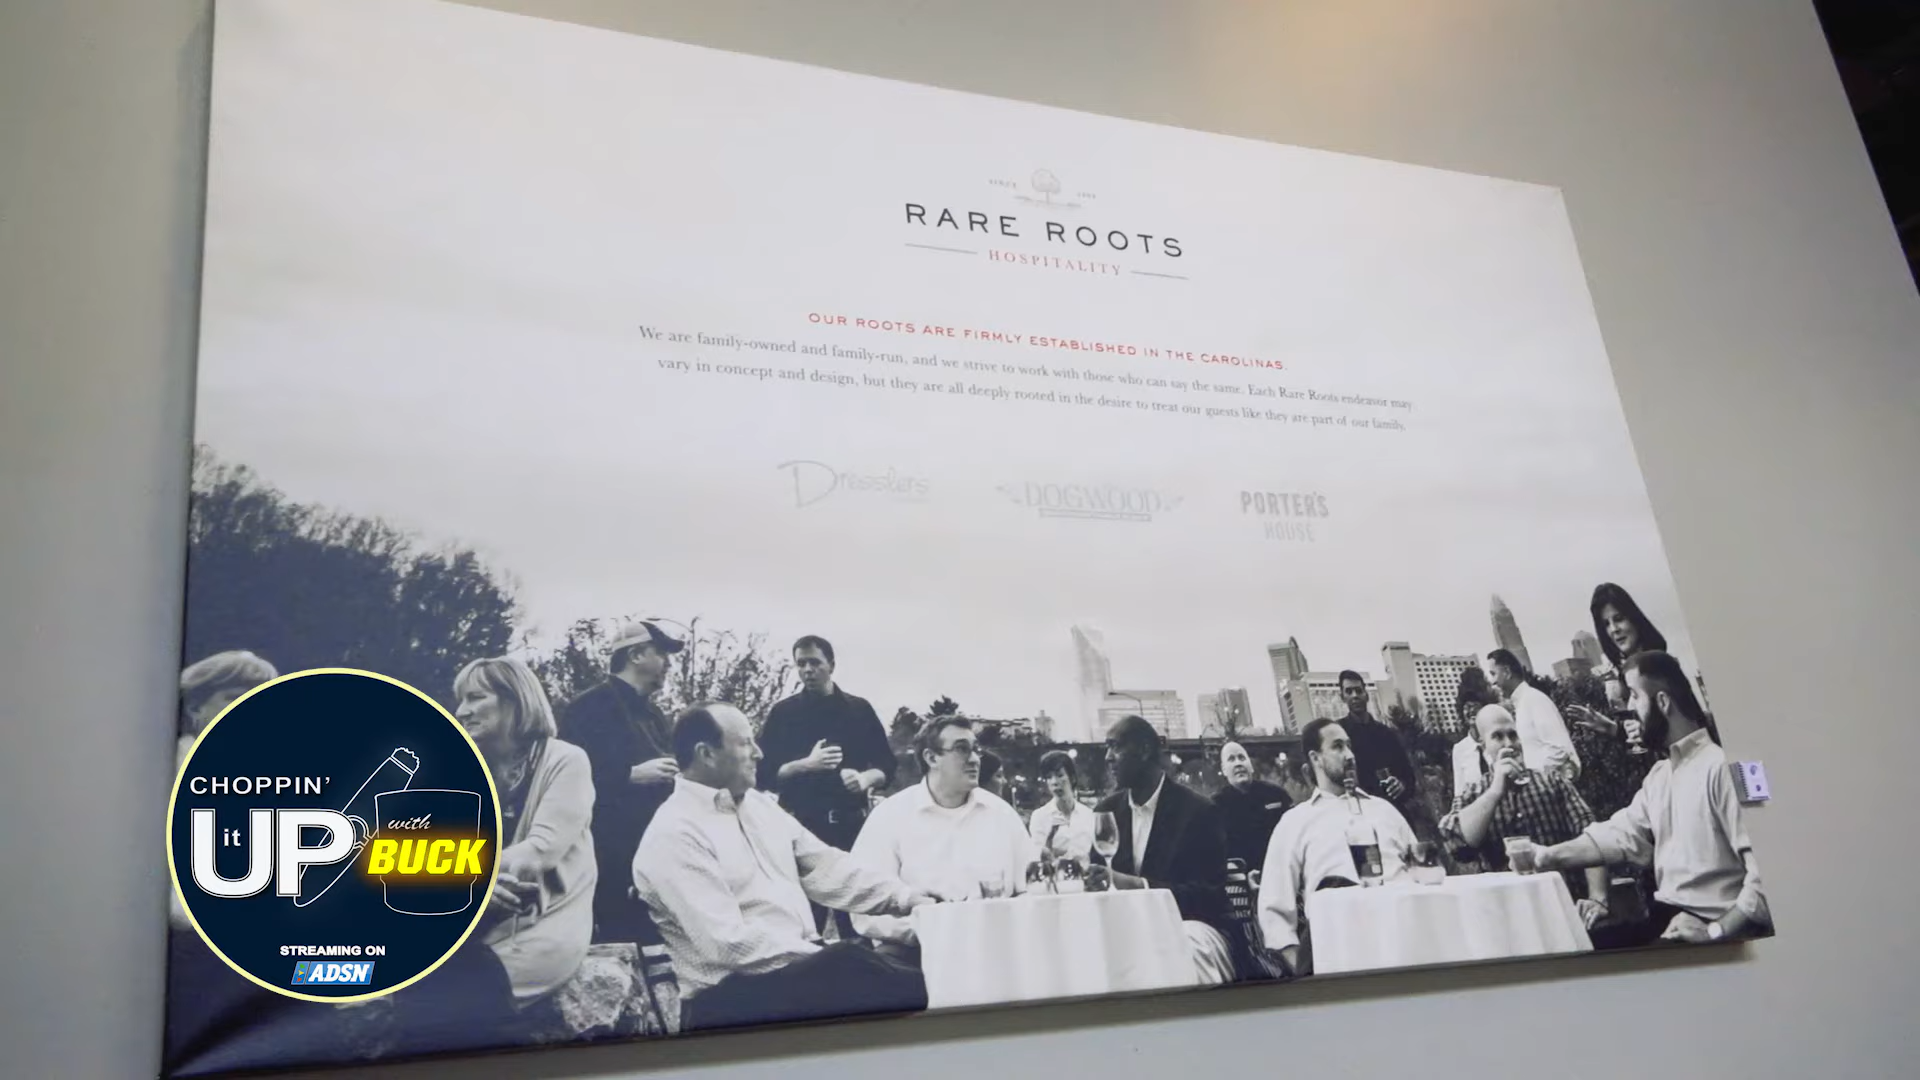 SINCE
RARE ROOTS
HOSPITALITY
OUR ROOTS ARE FIRMLY ESTABLISHED IN THE CAROLINAS.
We are family-owned and family-run, and we strive to work with those who can say the same. Each Rare Roots endeavor may
vary in concept and design, but they are all deeply rooted in the desire to treat our guests like they are part of our family.
Dressler's
DOGWOOD
PORTER'S
HOUSE
CHOPPIN'
it UP
with
BUCK
STREAMING ON
ADSN